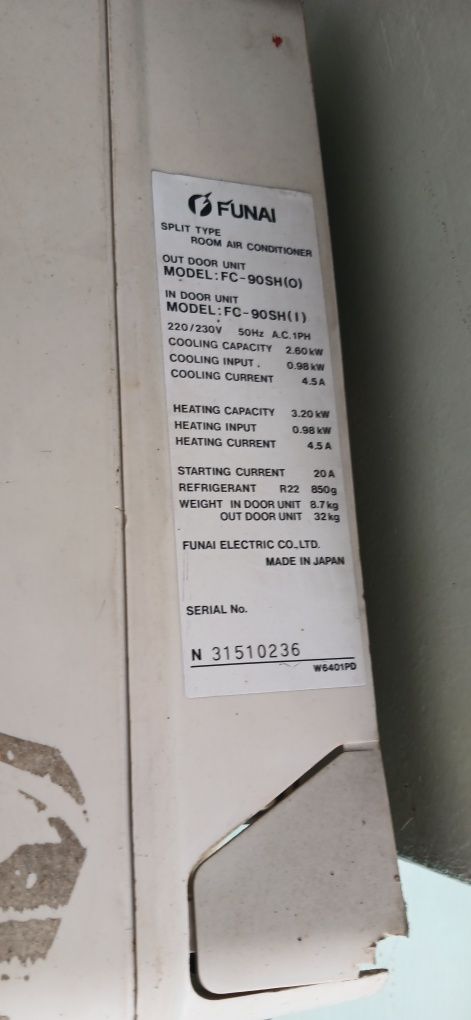 FUNAI
SPLIT TYPE
ROOM AIR CONDITIONER
OUT DOOR UNIT
MODEL:FC-90SH(O)
IN DOOR UNIT
MODEL:FC-90SH(I)
220/230V 50Hz A.C.1PH
COOLING CAPACITY 2.60kW
COOLING INPUT . 0.98kW
COOLING CURRENT 4.5A
HEATING CAPACITY 3.20kW
HEATING INPUT 0.98kW
HEATING CURRENT 4.5A
STARTING CURRENT 20A
REFRIGERANT R22 850g
WEIGHT IN DOOR UNIT 8.7kg
OUT DOOR UNIT 32kg
FUNAI ELECTRIC CO.,LTD.
MADE IN JAPAN
SERIAL No.
N 31510236
W6401PD